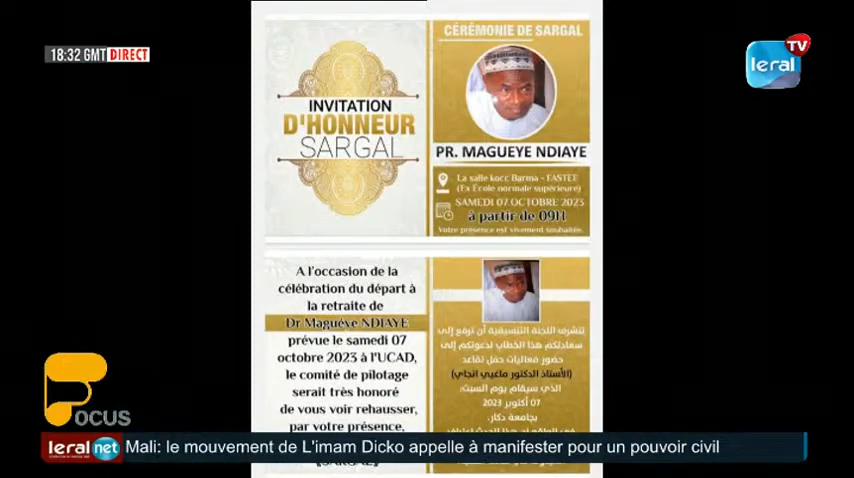 18:32 GMT DIRECT
leral TV
INVITATION
D'HONNEUR
SARGAL
CÉRÉMONIE DE SARGAL
PR. MAGUEYE NDIAYE
La salle kocc Barma - FASTEF
(Ex École normale supérieure)
SAMEDI 07 OCTOBRE 2023
à partir de 09H
Votre présence est vivement souhaitée.
A l'occasion de la
célébration du départ à
la retraite de
Dr Maguèye NDIAYE
prévue le samedi 07
octobre 2023 à l'UCAD,
le comité de pilotage
serait très honoré
de vous voir rehausser,
par votre présence,
تتشرف اللجنة التنسيقية أن ترفع إلى
سعادتكم هذا الخطاب لدعوتكم إلى
حضور فعاليات حفل تقاعد
(الأستاذ الدكتور ماغيي انجاي)
الذي سيقام يوم السبت:
07 أكتوبر 2023
بجامعة دكار.
FOCUS
leral net
Mali: le mouvement de L'imam Dicko appelle à manifester pour un pouvoir civil